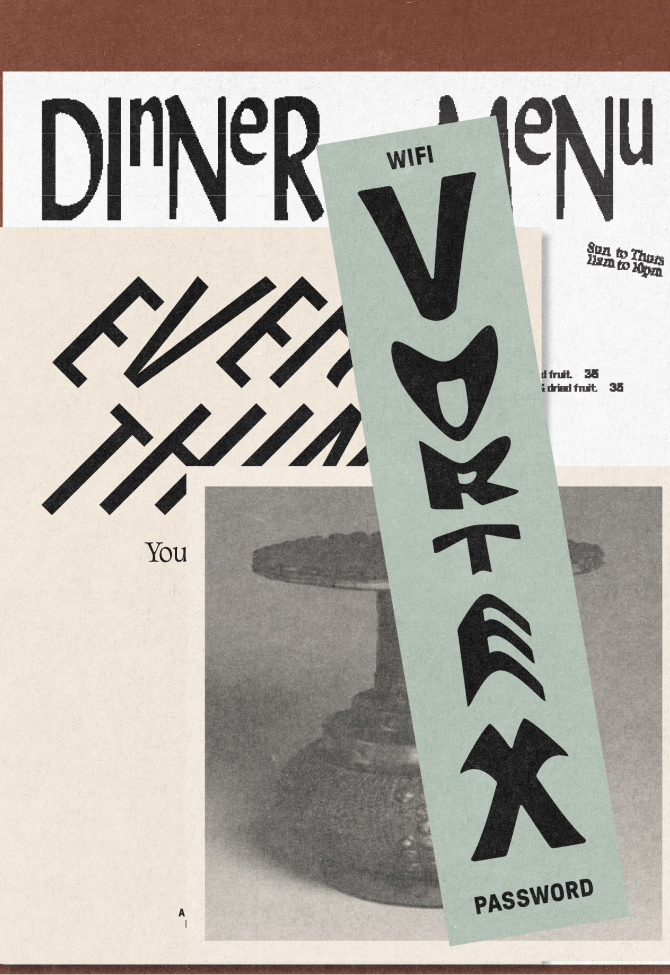 DInNeR MeNu
Sun to Thurs
11am to 10pm
WIFI
VORTEX
PASSWORD
EVER
THIN
d fruit. 35
& dried fruit. 35
You
A